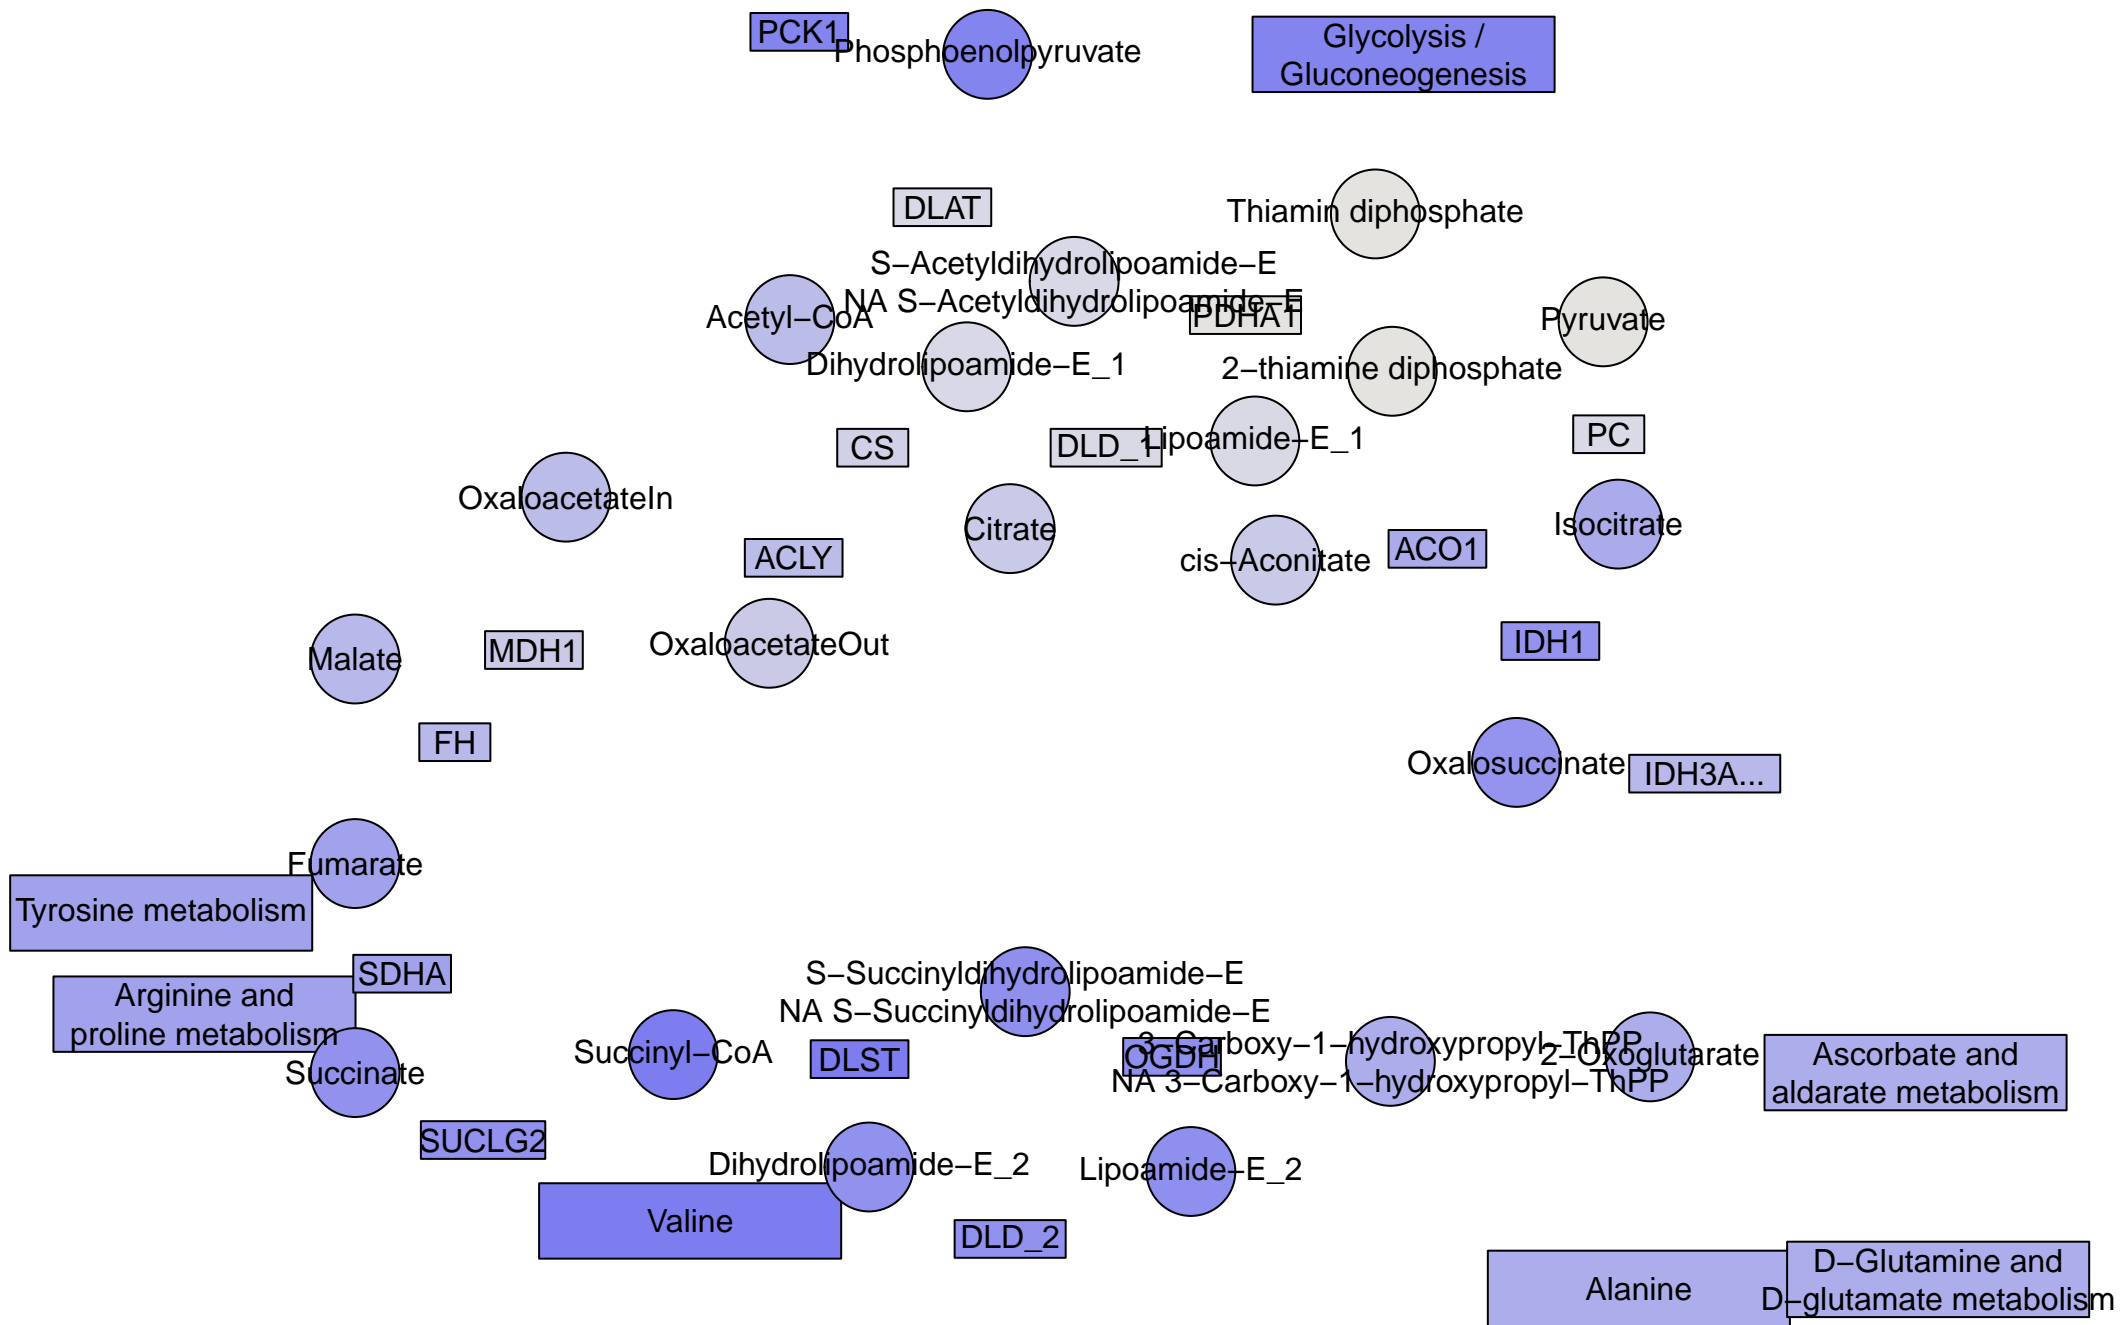 PCK1
Phosphoenolpyruvate
Glycolysis /
Gluconeogenesis
DLAT
Thiamin diphosphate
S−Acetyldihydrolipoamide−E
NA S−Acetyldihydrolipoamide−E
Acetyl−CoA
PDHA1
Pyruvate
Dihydrolipoamide−E_1
2−thiamine diphosphate
CS
DLD_1
Lipoamide−E_1
PC
OxaloacetateIn
Citrate
Isocitrate
ACLY
cis−Aconitate
ACO1
Malate
MDH1
OxaloacetateOut
IDH1
FH
Oxalosuccinate
IDH3A...
Fumarate
Tyrosine metabolism
SDHA
Arginine and
proline metabolism
S−Succinyldihydrolipoamide−E
NA S−Succinyldihydrolipoamide−E
Succinate
Succinyl−CoA
DLST
OGDH
3−Carboxy−1−hydroxypropyl−ThPP
NA 3−Carboxy−1−hydroxypropyl−ThPP
2−Oxoglutarate
Ascorbate and
aldarate metabolism
SUCLG2
Dihydrolipoamide−E_2
Lipoamide−E_2
Valine
DLD_2
Alanine
D−Glutamine and
D−glutamate metabolism